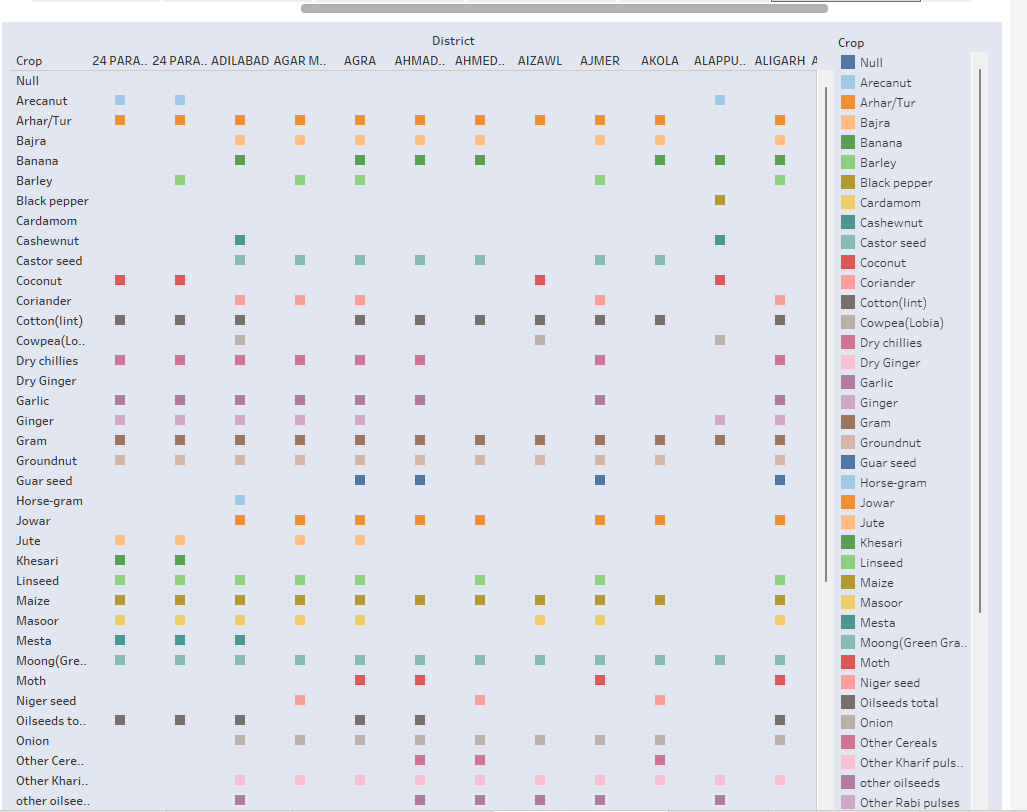 District
Crop 24 PARA.. 24 PARA.. ADILABAD AGAR M.. AGRA AHMAD.. AHMED.. AIZAWL AJMER AKOLA ALAPPU.. ALIGARH A
Null
Arecanut
Arhar/Tur
Bajra
Banana
Barley
Black pepper
Cardamom
Cashewnut
Castor seed
Coconut
Coriander
Cotton(lint)
Cowpea(Lo..
Dry chillies
Dry Ginger
Garlic
Ginger
Gram
Groundnut
Guar seed
Horse-gram
Jowar
Jute
Khesari
Linseed
Maize
Masoor
Mesta
Moong(Gre..
Moth
Niger seed
Oilseeds to..
Onion
Other Cere..
Other Khari..
other oilsee..
Crop
Null
Arecanut
Arhar/Tur
Bajra
Banana
Barley
Black pepper
Cardamom
Cashewnut
Castor seed
Coconut
Coriander
Cotton(lint)
Cowpea(Lobia)
Dry chillies
Dry Ginger
Garlic
Ginger
Gram
Groundnut
Guar seed
Horse-gram
Jowar
Jute
Khesari
Linseed
Maize
Masoor
Mesta
Moong(Green Gra..
Moth
Niger seed
Oilseeds total
Onion
Other Cereals
Other Kharif puls..
other oilseeds
Other Rabi pulses